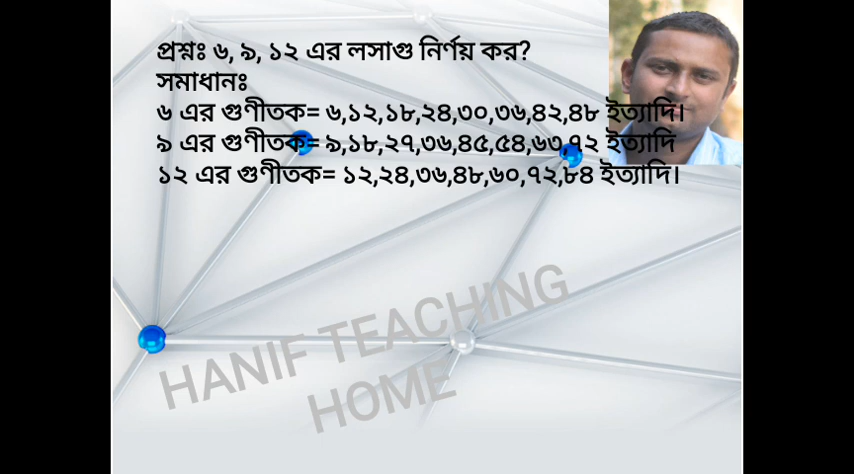 প্রশ্নঃ ৬, ৯, ১২ এর লসাগু নির্ণয় কর?
সমাধানঃ
৬ এর গুণীতক= ৬,১২,১৮,২৪,৩০,৩৬,৪২,৪৮ ইত্যাদি।
৯ এর গুণীতক= ৯,১৮,২৭,৩৬,৪৫,৫৪,৬৩,৭২ ইত্যাদি
১২ এর গুণীতক= ১২,২৪,৩৬,৪৮,৬০,৭২,৮৪ ইত্যাদি।
HANIF TEACHING
HOME